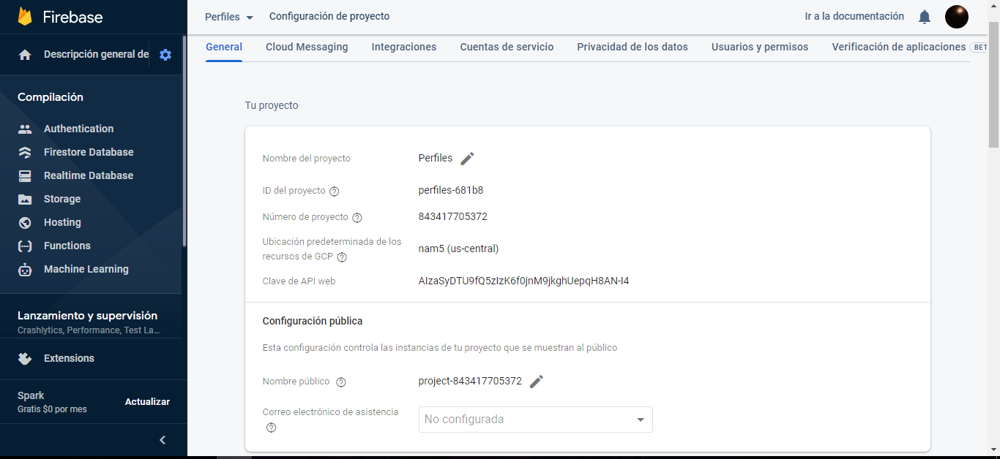 Firebase
Perfiles
Configuración de proyecto
Ir a la documentación
Descripción general de
General
Cloud Messaging
Integraciones
Cuentas de servicio
Privacidad de los datos
Usuarios y permisos
Verificación de aplicaciones
BET
Compilación
Authentication
Firestore Database
Realtime Database
Storage
Hosting
Functions
Machine Learning
Lanzamiento y supervisión
Crashlytics, Performance, Test La...
Extensions
Spark
Gratis $0 por mes
Actualizar
Tu proyecto
Nombre del proyecto
Perfiles
ID del proyecto
perfiles-681b8
Número de proyecto
843417705372
Ubicación predeterminada de los
recursos de GCP
nam5 (us-central)
Clave de API web
AIzaSyDTU9fQ5zIzK6f0jnM9jkghUepqH8AN-I4
Configuración pública
Esta configuración controla las instancias de tu proyecto que se muestran al público
Nombre público
project-843417705372
Correo electrónico de asistencia
No configurada